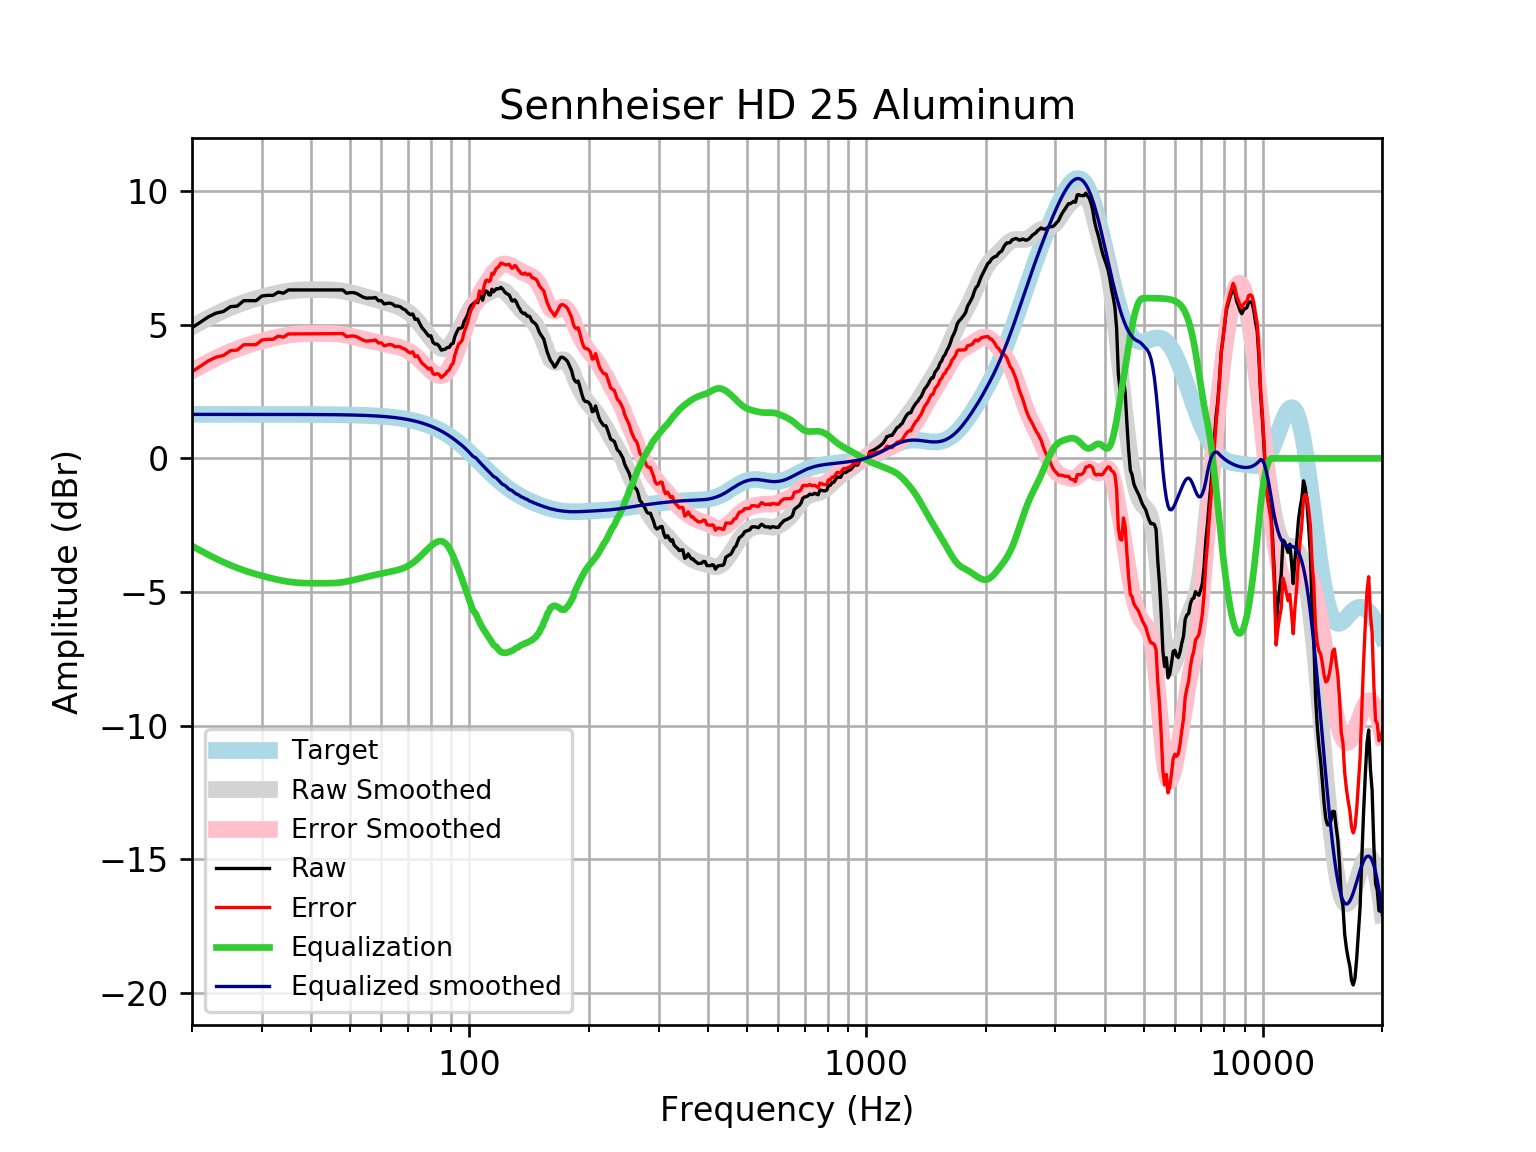 Sennheiser HD 25 Aluminum
Amplitude (dBr)
10
5
0
−5
−10
−15
−20
Target
Raw Smoothed
Error Smoothed
Raw
Error
Equalization
Equalized smoothed
100
1000
10000
Frequency (Hz)